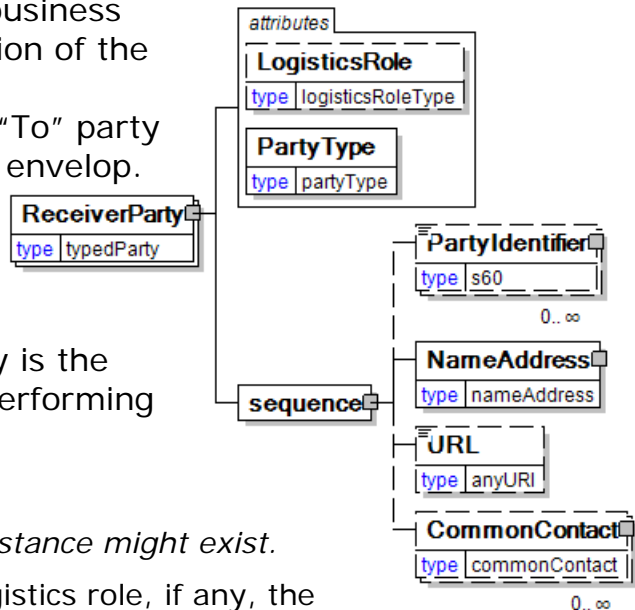 business
ion of the
"To" party
envelop.
y is the
erforming
stance might exist.
gistics role, if any, the
attributes
LogisticsRole
type logisticsRoleType
PartyType
type partyType
ReceiverParty
type typedParty
sequence
PartyIdentifier
type s60
0.. ∞
NameAddress
type nameAddress
URL
type anyURI
CommonContact
type commonContact
0.. ∞